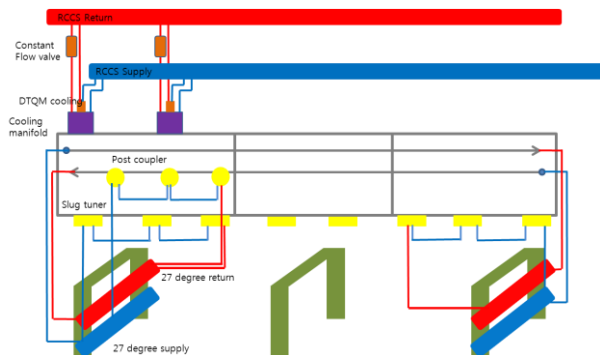 RCCS Return
Constant
Flow valve
RCCS Supply
DTQM cooling
Cooling
manifold
Post coupler
Slug tuner
27 degree return
27 degree supply